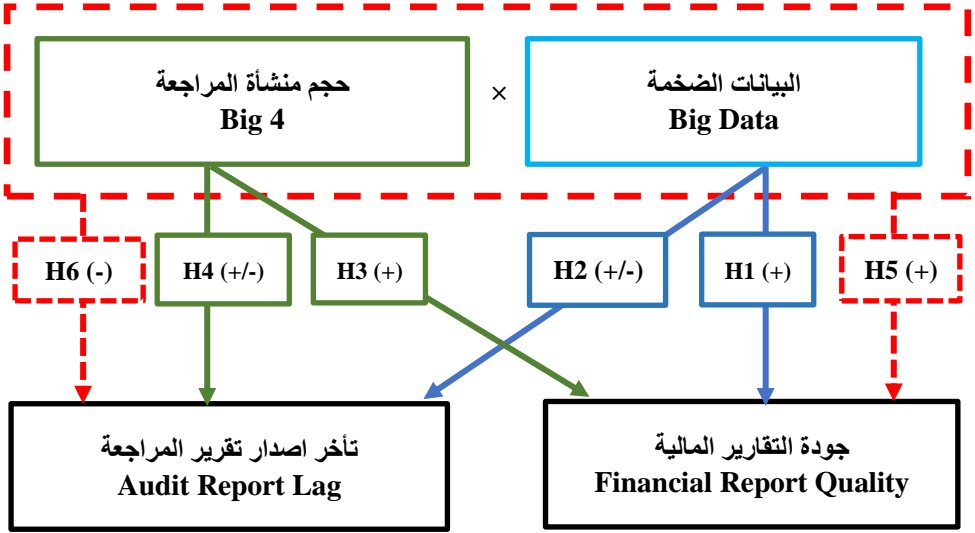 حجم منشأة المراجعة
Big 4
×
البيانات الضخمة
Big Data
H6 (-)
H4 (+/-)
H3 (+)
H2 (+/-)
H1 (+)
H5 (+)
تأخر اصدار تقرير المراجعة
Audit Report Lag
جودة التقارير المالية
Financial Report Quality